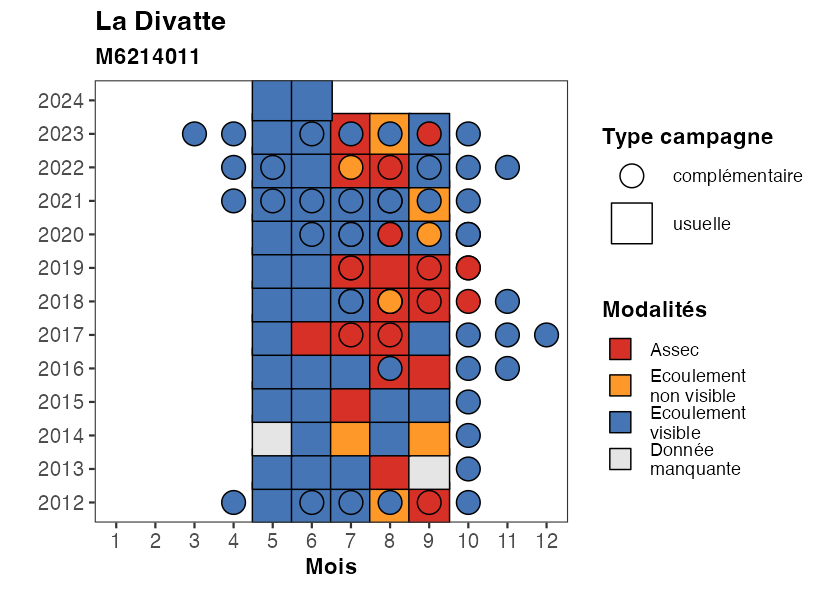 La Divatte
M6214011
2024
2023
2022
2021
2020
2019
2018
2017
2016
2015
2014
2013
2012
1 2 3 4 5 6 7 8 9 10 11 12
Mois
Type campagne
complémentaire
usuelle
Modalités
Assec
Ecoulement
non visible
Ecoulement
visible
Donnée
manquante